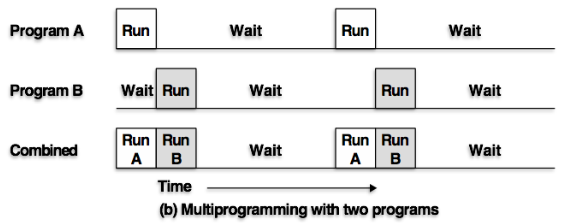 Program A Run Wait Run Wait
Program B Wait Run Wait Run Wait
Combined Run A Run B Wait Run A Run B Wait
Time
(b) Multiprogramming with two programs